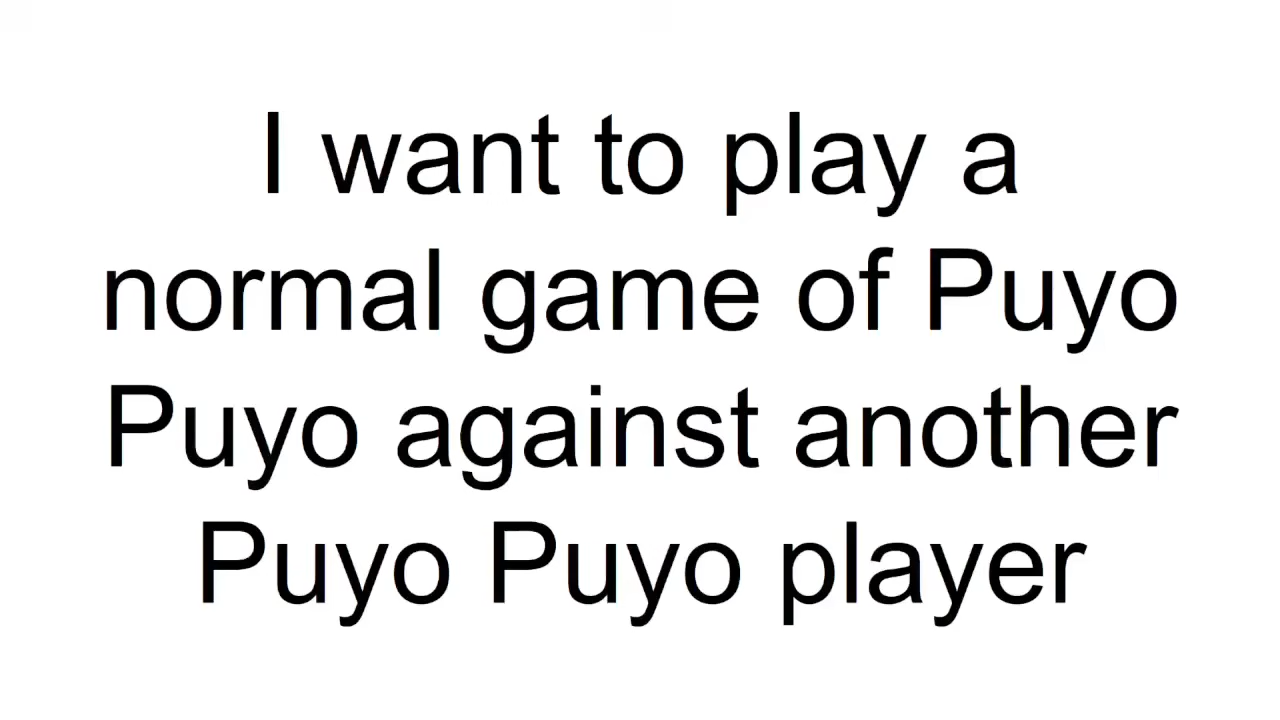 I want to play a
normal game of Puyo
Puyo against another
Puyo Puyo player